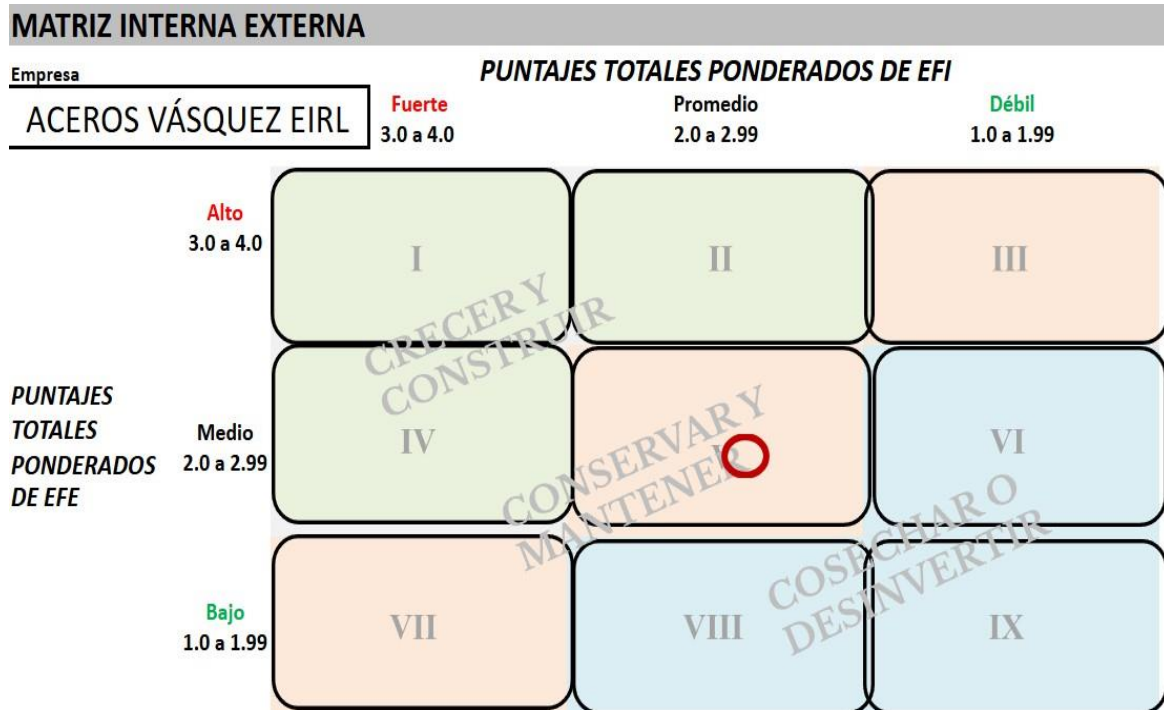 MATRIZ INTERNA EXTERNA
Empresa
ACEROS VÁSQUEZ EIRL
PUNTAJES TOTALES PONDERADOS DE EFI
Fuerte
3.0 a 4.0
Promedio
2.0 a 2.99
Débil
1.0 a 1.99
PUNTAJES
TOTALES
PONDERADOS
DE EFE
Alto
3.0 a 4.0
I
II
III
CRECER Y
CONSTRUIR
Medio
2.0 a 2.99
IV
CONSERVAR Y
MANTENER
VI
COSECHAR O
DESINVERTIR
Bajo
1.0 a 1.99
VII
VIII
IX